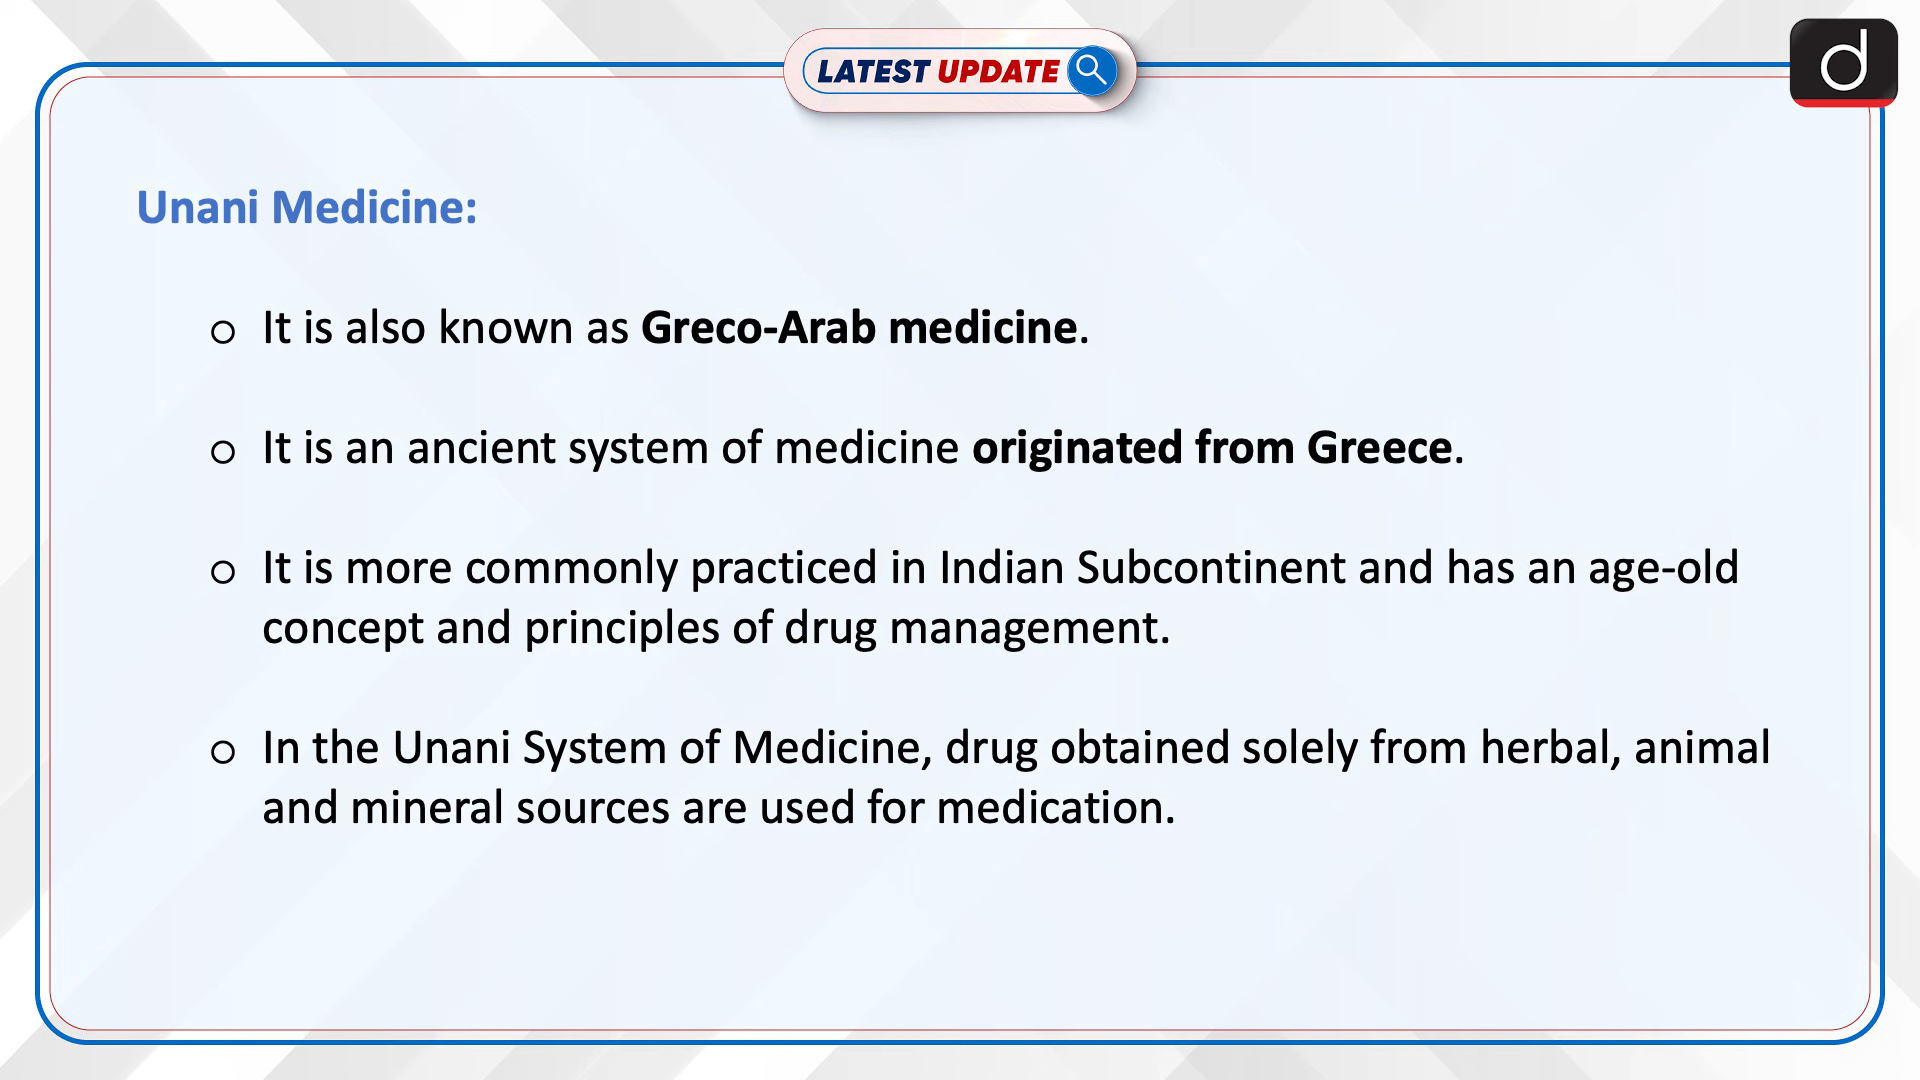 LATEST UPDATE
d
Unani Medicine:
o It is also known as Greco-Arab medicine.
o It is an ancient system of medicine originated from Greece.
o It is more commonly practiced in Indian Subcontinent and has an age-old
concept and principles of drug management.
o In the Unani System of Medicine, drug obtained solely from herbal, animal
and mineral sources are used for medication.